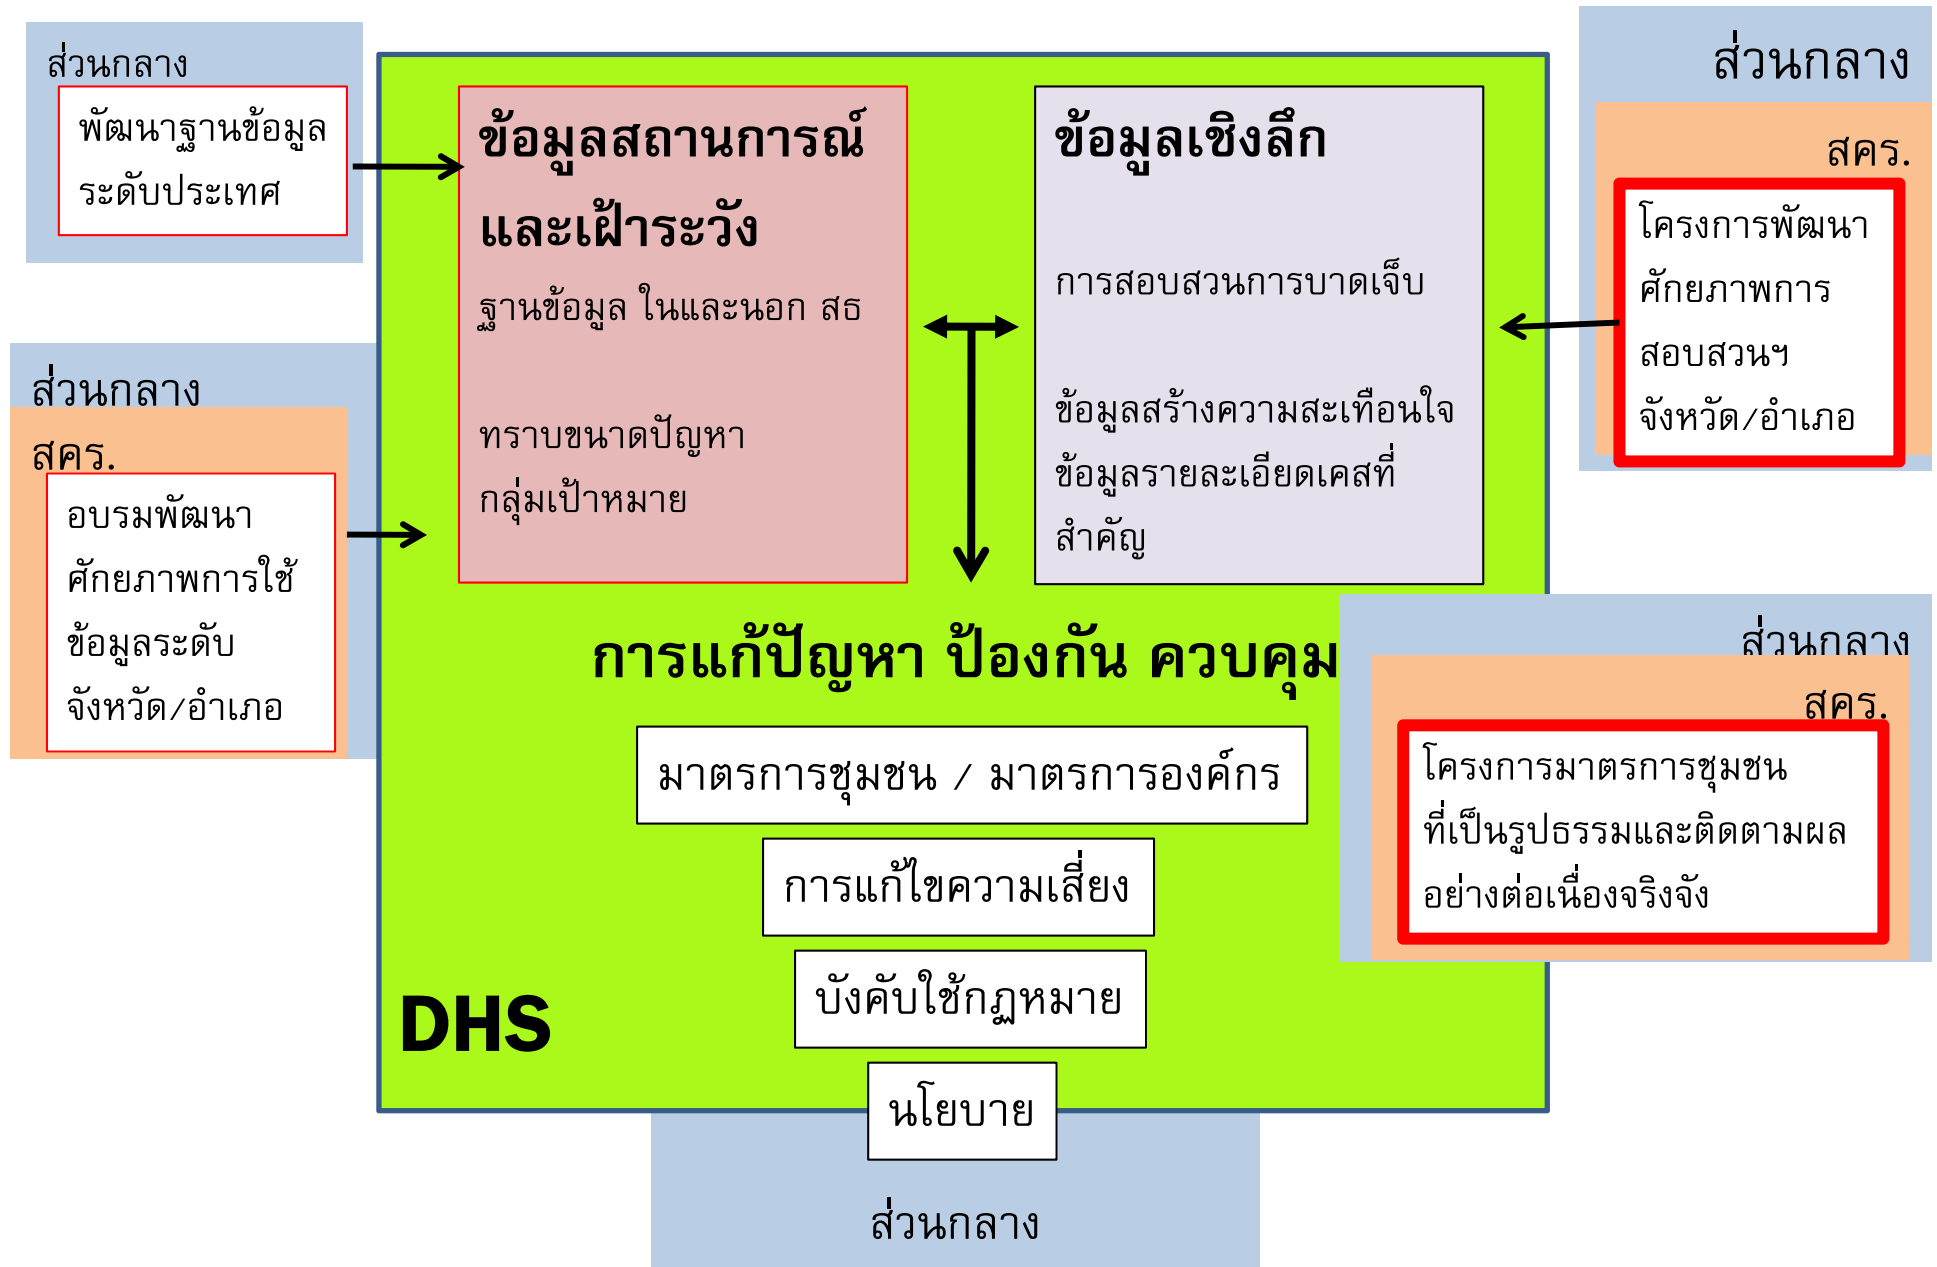 ส่วนกลาง
พัฒนาฐานข้อมูล
ระดับประเทศ
ส่วนกลาง
สคร.
อบรมพัฒนา
ศักยภาพการใช้
ข้อมูลระดับ
จังหวัด/อำเภอ
ข้อมูลสถานการณ์
และเฝ้าระวัง
ฐานข้อมูล ในและนอก สธ
ทราบขนาดปัญหา
กลุ่มเป้าหมาย
ข้อมูลเชิงลึก
การสอบสวนการบาดเจ็บ
ข้อมูลสร้างความสะเทือนใจ
ข้อมูลรายละเอียดเคสที่
สำคัญ
ส่วนกลาง
สคร.
โครงการพัฒนา
ศักยภาพการ
สอบสวนฯ
จังหวัด/อำเภอ
การแก้ปัญหา ป้องกัน ควบคุม
มาตรการชุมชน / มาตรการองค์กร
การแก้ไขความเสี่ยง
บังคับใช้กฎหมาย
นโยบาย
ส่วนกลาง
DHS
ส่วนกลาง
สคร.
โครงการมาตรการชุมชน
ที่เป็นรูปธรรมและติดตามผล
อย่างต่อเนื่องจริงจัง